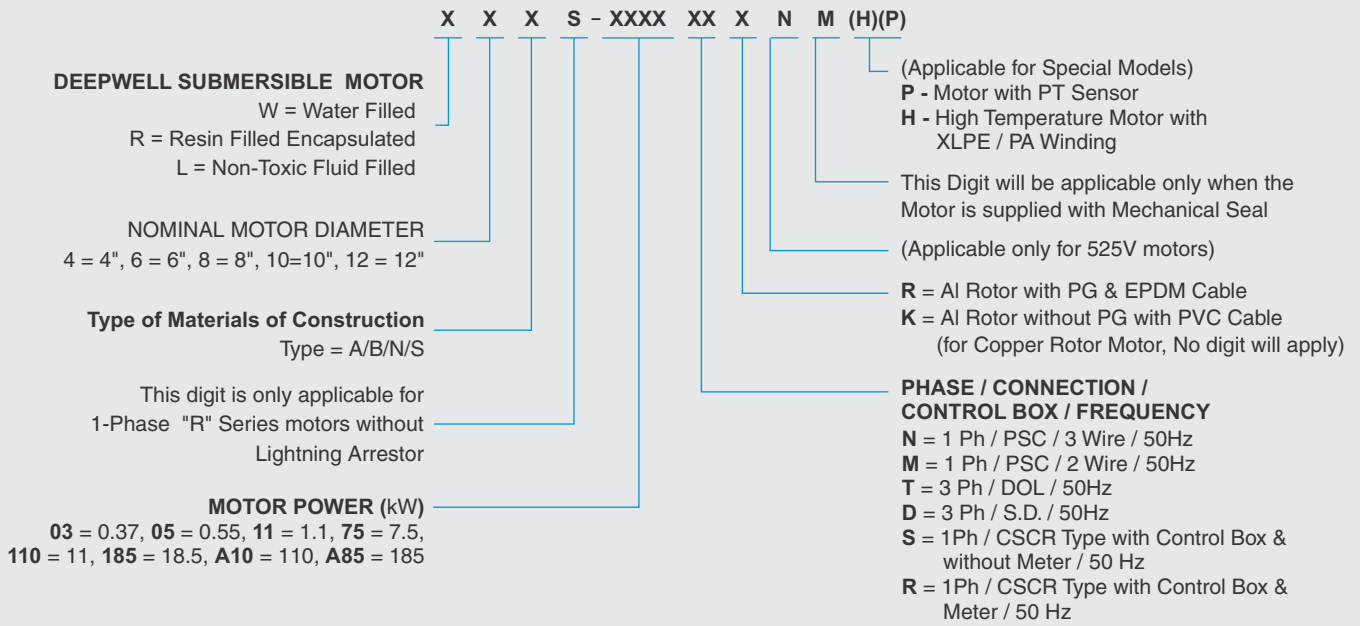 X X X S - XXXX XX X N M (H)(P)
DEEPWELL SUBMERSIBLE MOTOR
W = Water Filled
R = Resin Filled Encapsulated
L = Non-Toxic Fluid Filled
NOMINAL MOTOR DIAMETER
4 = 4", 6 = 6", 8 = 8", 10=10", 12 = 12"
Type of Materials of Construction
Type = A/B/N/S
This digit is only applicable for
1-Phase "R" Series motors without
Lightning Arrestor
MOTOR POWER (kW)
03 = 0.37, 05 = 0.55, 11 = 1.1, 75 = 7.5,
110 = 11, 185 = 18.5, A10 = 110, A85 = 185
(Applicable for Special Models)
P - Motor with PT Sensor
H - High Temperature Motor with
XLPE / PA Winding
This Digit will be applicable only when the
Motor is supplied with Mechanical Seal
(Applicable only for 525V motors)
R = Al Rotor with PG & EPDM Cable
K = Al Rotor without PG with PVC Cable
(for Copper Rotor Motor, No digit will apply)
PHASE / CONNECTION /
CONTROL BOX / FREQUENCY
N = 1 Ph / PSC / 3 Wire / 50Hz
M = 1 Ph / PSC / 2 Wire / 50Hz
T = 3 Ph / DOL / 50Hz
D = 3 Ph / S.D. / 50Hz
S = 1Ph / CSCR Type with Control Box &
without Meter / 50 Hz
R = 1Ph / CSCR Type with Control Box &
Meter / 50 Hz